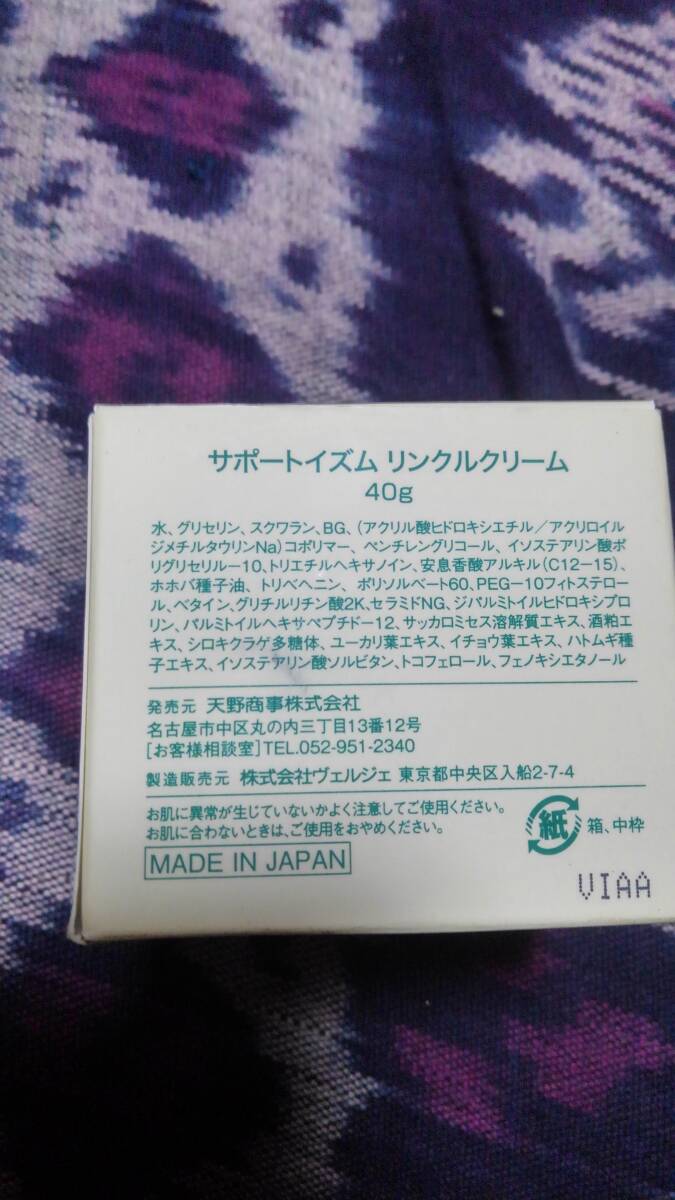 サポートイズム リンクルクリーム
40g
水、グリセリン、スクワラン、BG、(アクリル酸ヒドロキシエチル/アクリロイル
ジメチルタウリンNa)コポリマー、ペンチレングリコール、イソステアリン酸ポ
リグリセリル-10、トリエチルヘキサノイン、安息香酸アルキル(C12-15)、
ホホバ種子油、トリベヘニン、ポリソルベート60、PEG-10フィトステロー
ル、ベタイン、グリチルリチン酸2K、セラミドNG、ジパルミトイルヒドロキシプロ
リン、パルミトイルヘキサペプチド-12、サッカロミセス溶解質エキス、酒粕エ
キス、シロキクラゲ多糖体、ユーカリ葉エキス、イチョウ葉エキス、ハトムギ種
子エキス、イソステアリン酸ソルビタン、トコフェロール、フェノキシエタノール
発売元 天野商事株式会社
名古屋市中区丸の内三丁目13番12号
[お客様相談室]TEL.052-951-2340
製造販売元 株式会社ヴェルジェ 東京都中央区入船2-7-4
お肌に異常が生じていないかよく注意してご使用ください。
お肌に合わないときは、ご使用をおやめください。
紙 箱、中枠
MADE IN JAPAN
VIAA